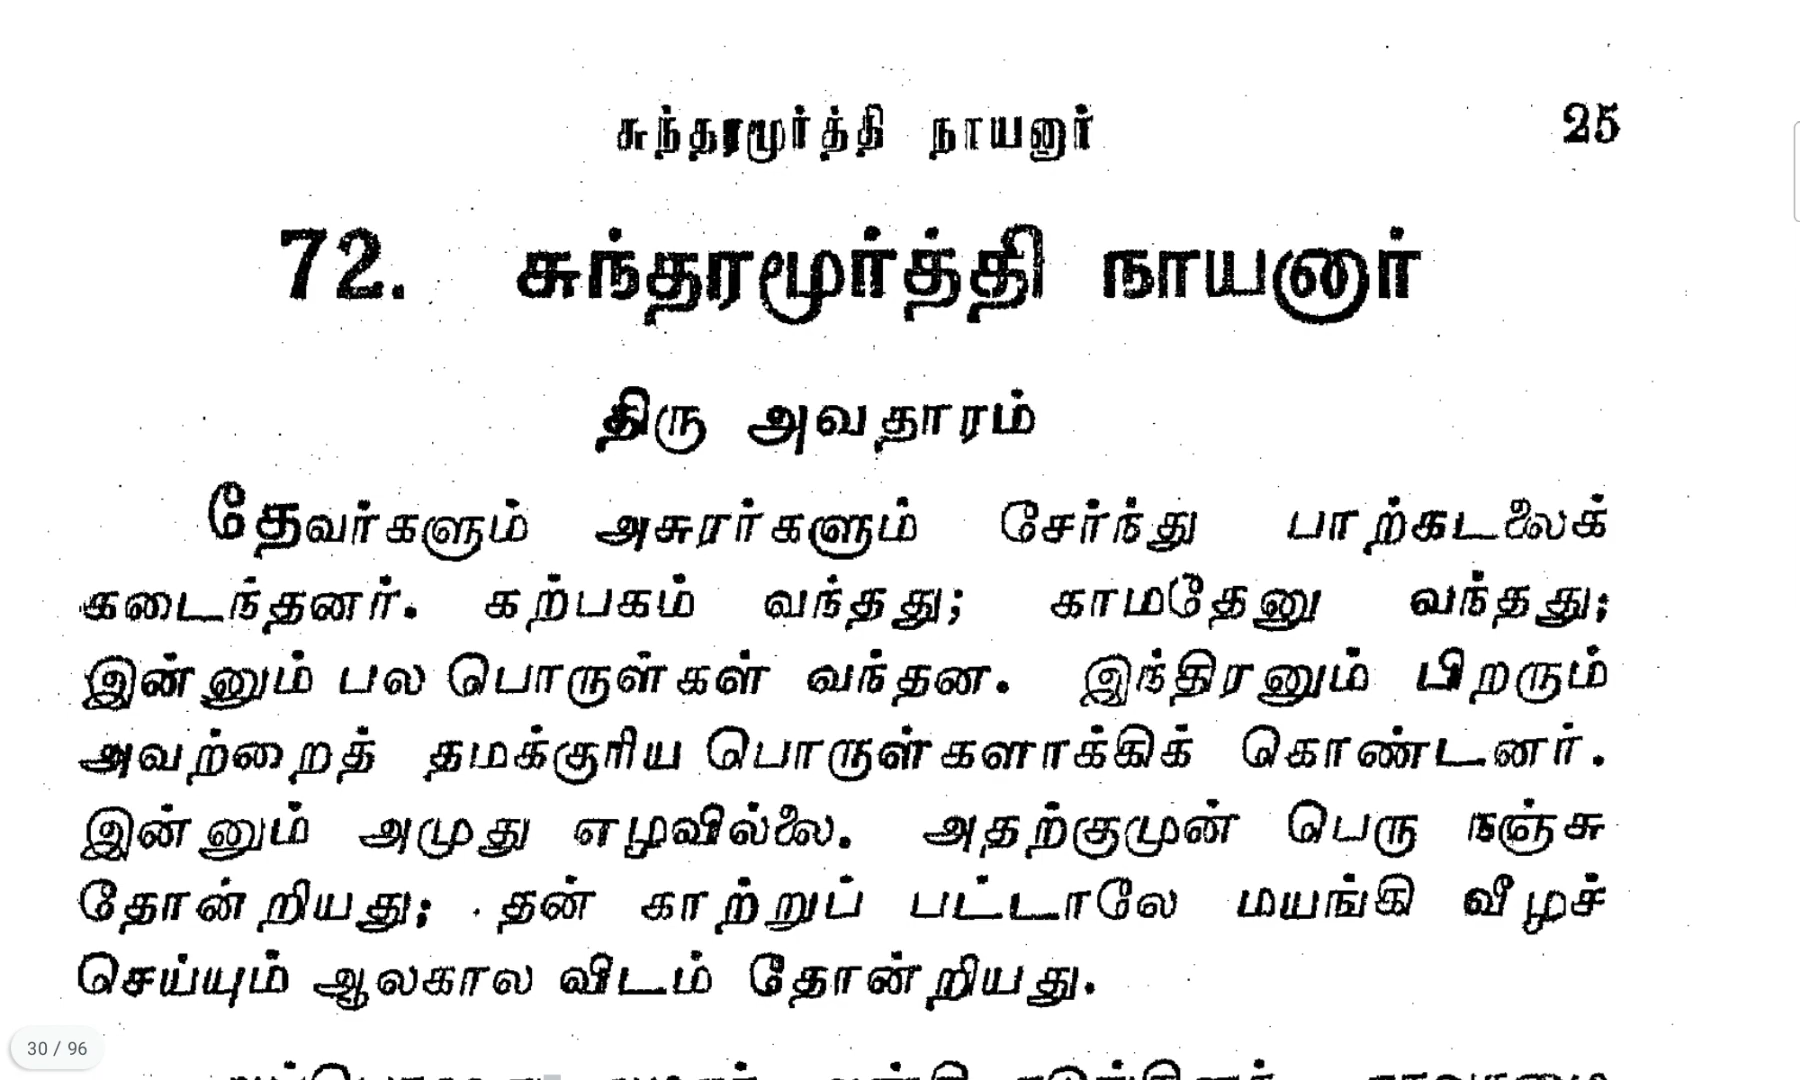 சுந்தரமூர்த்தி நாயனார் 25
72. சுந்தரமூர்த்தி நாயனார்
திரு அவதாரம்
தேவர்களும் அசுரர்களும் சேர்ந்து பாற்கடலைக்
கடைந்தனர். கற்பகம் வந்தது; காமதேனு வந்தது;
இன்னும் பல பொருள்கள் வந்தன. இந்திரனும் பிறரும்
அவற்றைத் தமக்குரிய பொருள்களாக்கிக் கொண்டனர்.
இன்னும் அமுது எழவில்லை. அதற்குமுன் பெரு நஞ்சு
தோன்றியது; தன் காற்றுப் பட்டாலே மயங்கி வீழச்
செய்யும் ஆலகால விடம் தோன்றியது.
30 / 96